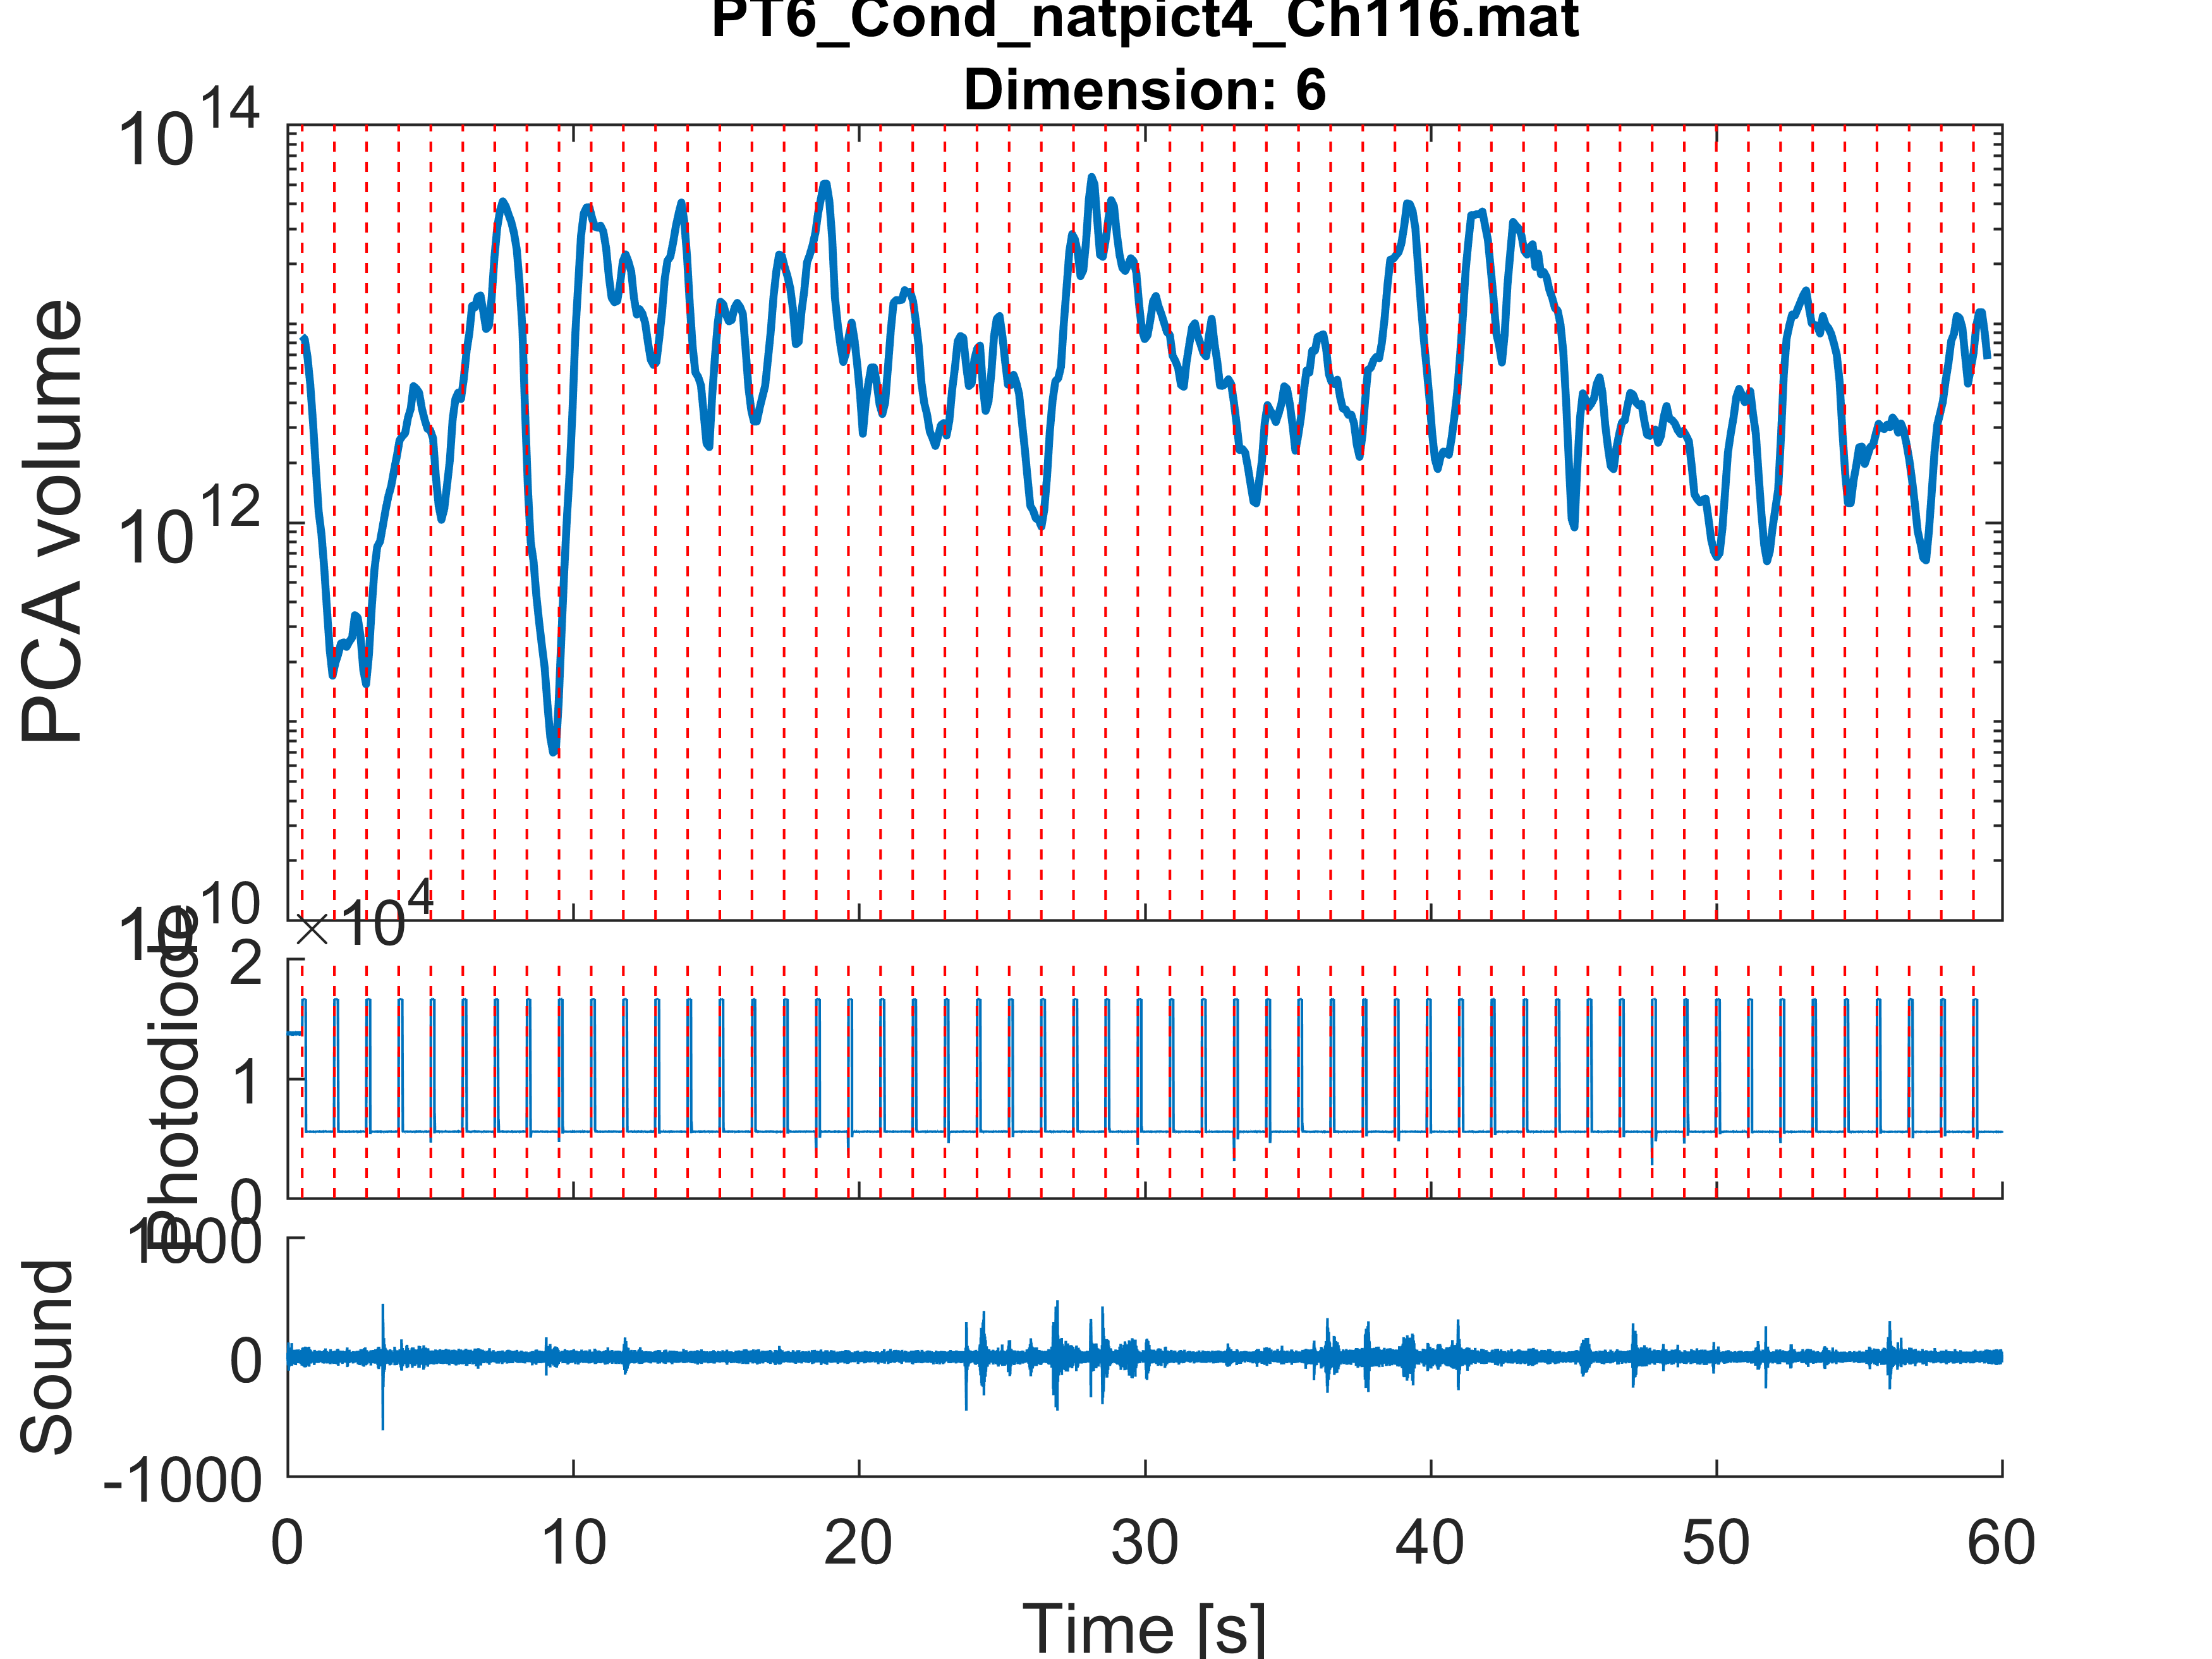 PT6_Cond_natpict4_Ch116.mat
Dimension: 6
10^14
10^12
10^10
PCA volume
×10^4
2
1
0
Photodiode
1000
0
-1000
Sound
0 10 20 30 40 50 60
Time [s]